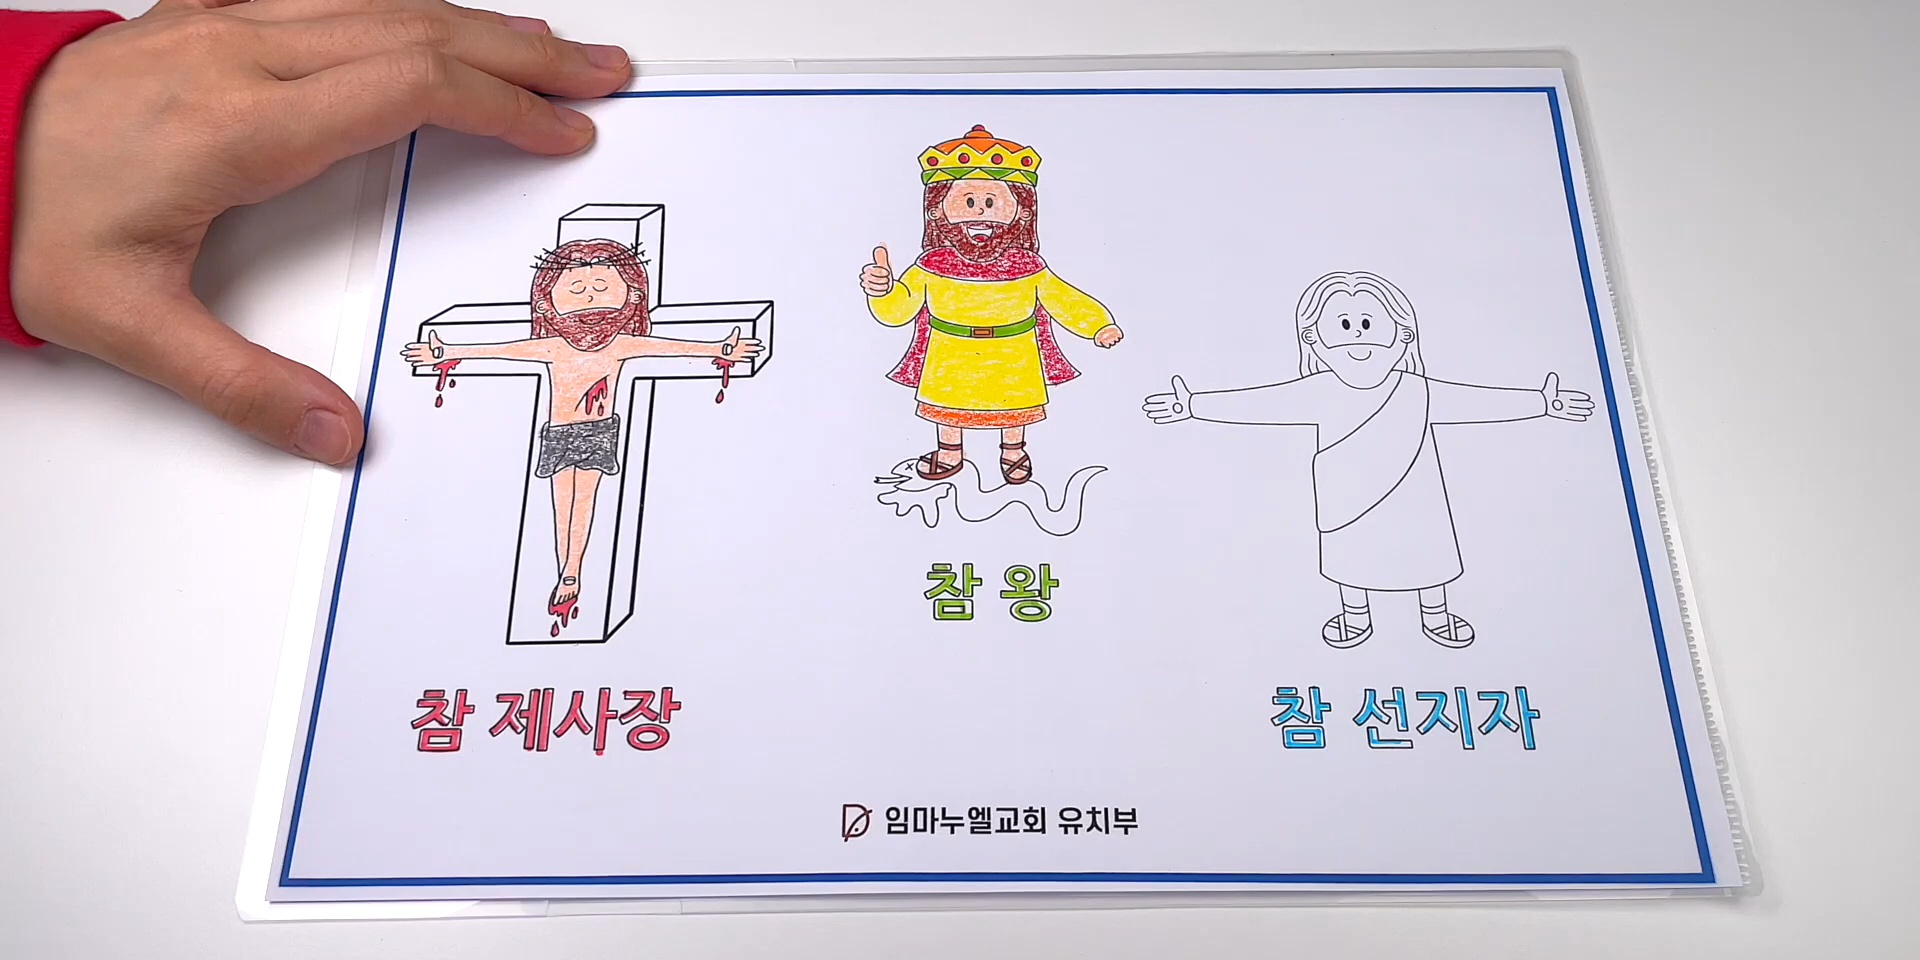 참 왕
참 제사장
참 선지자
임마누엘교회 유치부